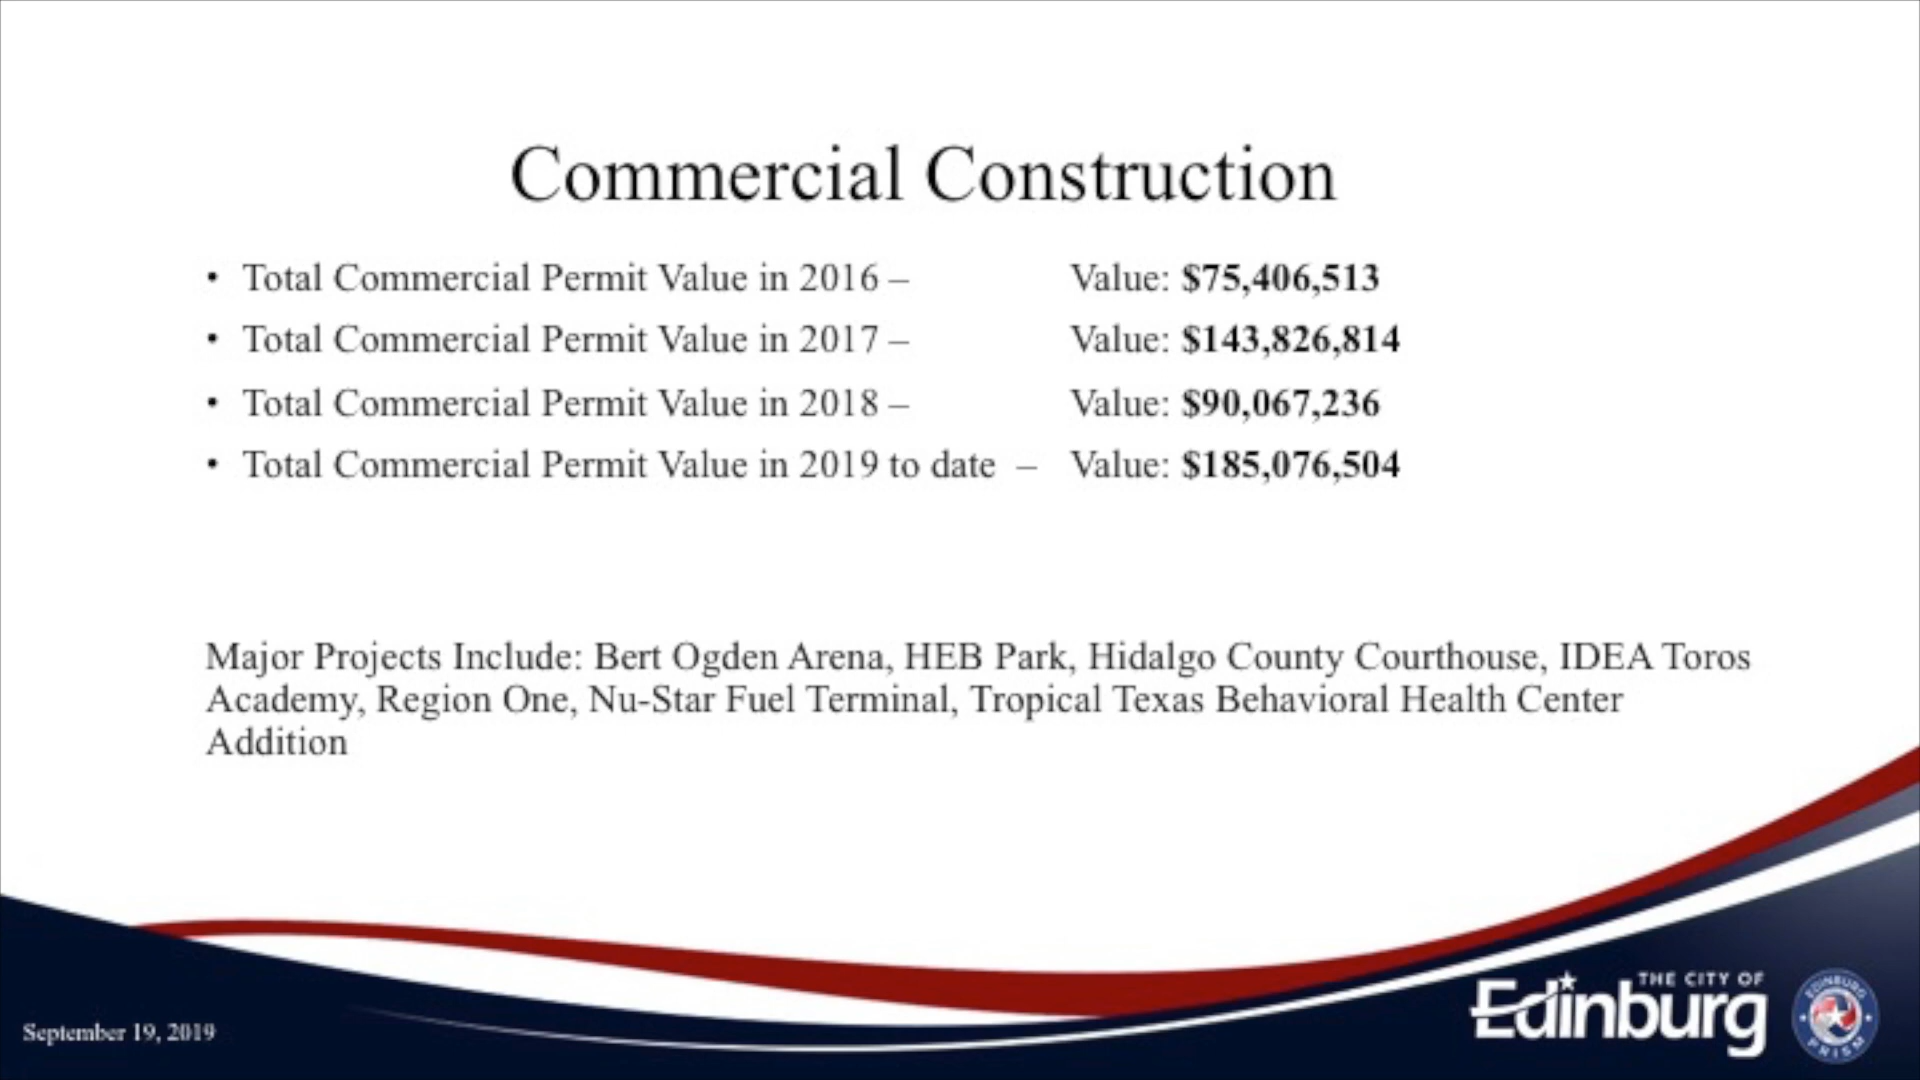 Commercial Construction
• Total Commercial Permit Value in 2016 – Value: $75,406,513
• Total Commercial Permit Value in 2017 – Value: $143,826,814
• Total Commercial Permit Value in 2018 – Value: $90,067,236
• Total Commercial Permit Value in 2019 to date – Value: $185,076,504
Major Projects Include: Bert Ogden Arena, HEB Park, Hidalgo County Courthouse, IDEA Toros
Academy, Region One, Nu-Star Fuel Terminal, Tropical Texas Behavioral Health Center
Addition
September 19, 2019
THE CITY OF
Edinburg
EDINBURG
PRISM